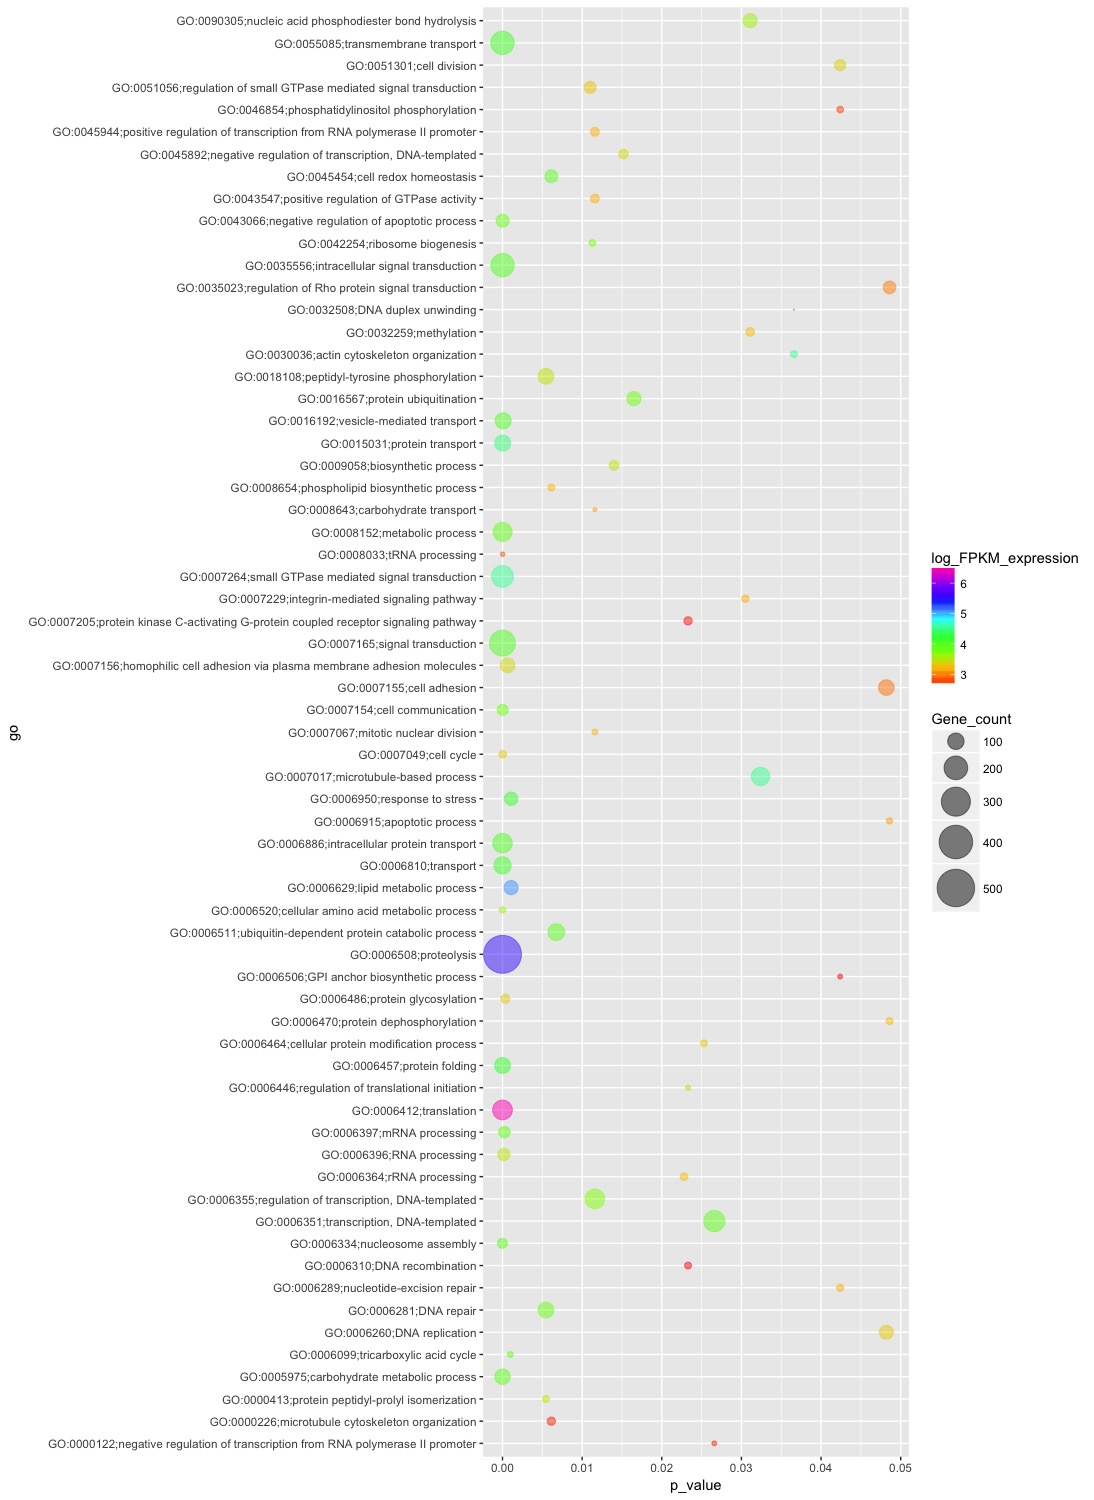 GO:0090305;nucleic acid phosphodiester bond hydrolysis
GO:0055085;transmembrane transport
GO:0051301;cell division
GO:0051056;regulation of small GTPase mediated signal transduction
GO:0046854;phosphatidylinositol phosphorylation
GO:0045944;positive regulation of transcription from RNA polymerase II promoter
GO:0045892;negative regulation of transcription, DNA-templated
GO:0045454;cell redox homeostasis
GO:0043547;positive regulation of GTPase activity
GO:0043066;negative regulation of apoptotic process
GO:0042254;ribosome biogenesis
GO:0035556;intracellular signal transduction
GO:0035023;regulation of Rho protein signal transduction
GO:0032508;DNA duplex unwinding
GO:0032259;methylation
GO:0030036;actin cytoskeleton organization
GO:0018108;peptidyl-tyrosine phosphorylation
GO:0016567;protein ubiquitination
GO:0016192;vesicle-mediated transport
GO:0015031;protein transport
GO:0009058;biosynthetic process
GO:0008654;phospholipid biosynthetic process
GO:0008643;carbohydrate transport
GO:0008152;metabolic process
GO:0008033;tRNA processing
GO:0007264;small GTPase mediated signal transduction
GO:0007229;integrin-mediated signaling pathway
GO:0007205;protein kinase C-activating G-protein coupled receptor signaling pathway
GO:0007165;signal transduction
GO:0007156;homophilic cell adhesion via plasma membrane adhesion molecules
GO:0007155;cell adhesion
GO:0007154;cell communication
GO:0007067;mitotic nuclear division
GO:0007049;cell cycle
GO:0007017;microtubule-based process
GO:0006950;response to stress
GO:0006915;apoptotic process
GO:0006886;intracellular protein transport
GO:0006810;transport
GO:0006629;lipid metabolic process
GO:0006520;cellular amino acid metabolic process
GO:0006511;ubiquitin-dependent protein catabolic process
GO:0006508;proteolysis
GO:0006506;GPI anchor biosynthetic process
GO:0006486;protein glycosylation
GO:0006470;protein dephosphorylation
GO:0006464;cellular protein modification process
GO:0006457;protein folding
GO:0006446;regulation of translational initiation
GO:0006412;translation
GO:0006397;mRNA processing
GO:0006396;RNA processing
GO:0006364;rRNA processing
GO:0006355;regulation of transcription, DNA-templated
GO:0006351;transcription, DNA-templated
GO:0006334;nucleosome assembly
GO:0006310;DNA recombination
GO:0006289;nucleotide-excision repair
GO:0006281;DNA repair
GO:0006260;DNA replication
GO:0006099;tricarboxylic acid cycle
GO:0005975;carbohydrate metabolic process
GO:0000413;protein peptidyl-prolyl isomerization
GO:0000226;microtubule cytoskeleton organization
GO:0000122;negative regulation of transcription from RNA polymerase II promoter
go
0.00 0.01 0.02 0.03 0.04 0.05
p_value
log_FPKM_expression
6
5
4
3
Gene_count
100
200
300
400
500